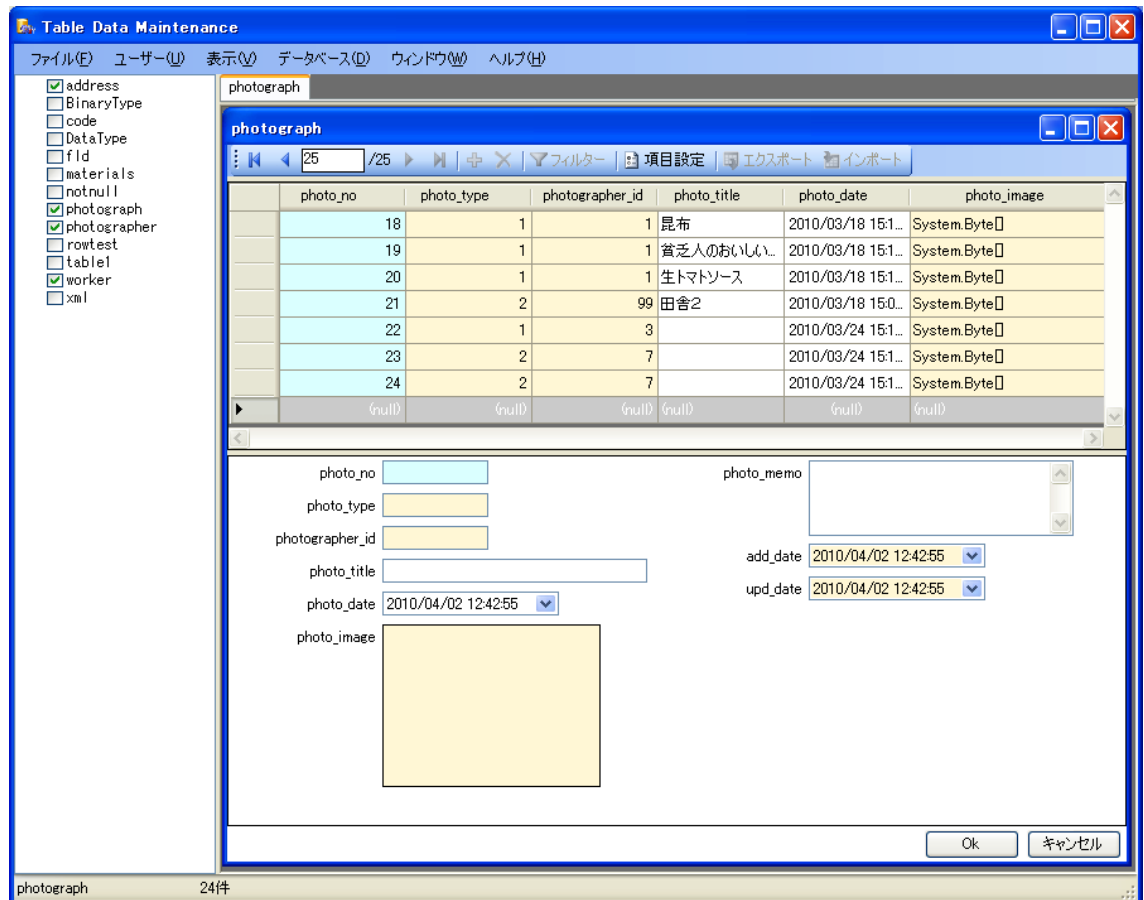 Table Data Maintenance
ファイル(F) ユーザー(U) 表示(V) データベース(D) ウィンドウ(W) ヘルプ(H)
address
BinaryType
code
DataType
fld
materials
notnull
photograph
photographer
rowtest
table1
worker
xml
photograph
photograph
25 /25 フィルター 項目設定 エクスポート インポート
photo_no photo_type photographer_id photo_title photo_date photo_image
18 1 1 昆布 2010/03/18 15:1... System.Byte[]
19 1 1 貧乏人のおいしい... 2010/03/18 15:1... System.Byte[]
20 1 1 生トマトソース 2010/03/18 15:1... System.Byte[]
21 2 99 田舎2 2010/03/18 15:0... System.Byte[]
22 1 3 2010/03/24 15:1... System.Byte[]
23 2 7 2010/03/24 15:1... System.Byte[]
24 2 7 2010/03/24 15:1... System.Byte[]
(null) (null) (null) (null) (null) (null)
photo_no
photo_type
photographer_id
photo_title
photo_date 2010/04/02 12:42:55
photo_image
photo_memo
add_date 2010/04/02 12:42:55
upd_date 2010/04/02 12:42:55
Ok キャンセル
photograph 24件